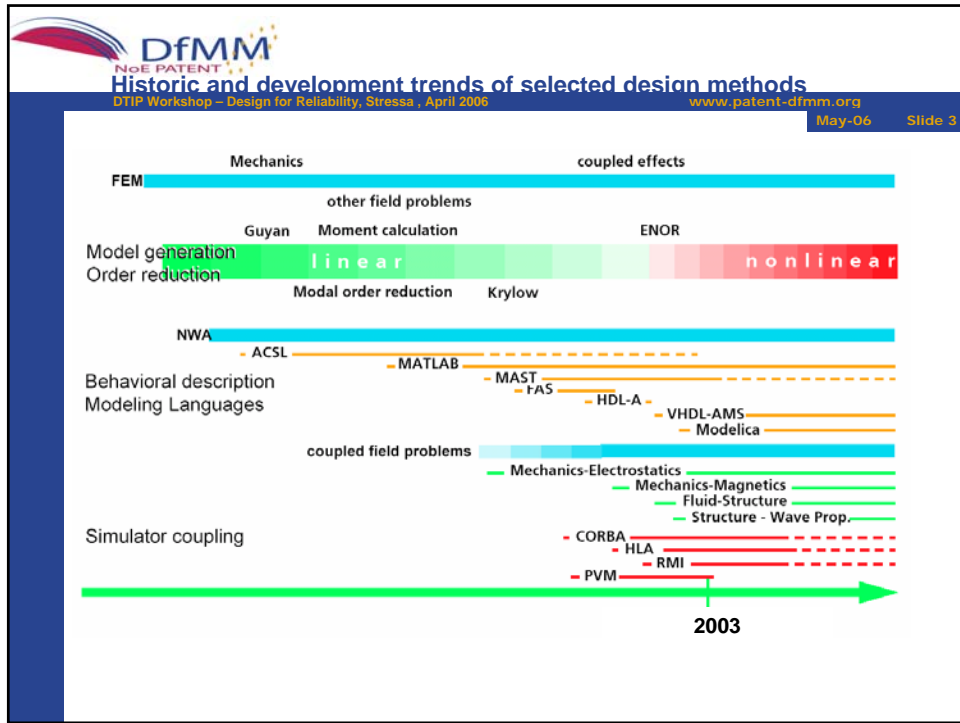 DfMM
NoE PATENT
Historic and development trends of selected design methods
DTIP Workshop – Design for Reliability, Stressa , April 2006 www.patent-dfmm.org
May-06 Slide 3
Mechanics coupled effects
FEM
other field problems
Guyan Moment calculation ENOR
Model generation
Order reduction
linear nonlinear
Modal order reduction Krylow
NWA
ACSL
MATLAB
Behavioral description
Modeling Languages
MAST
FAS
HDL-A
VHDL-AMS
Modelica
coupled field problems
Mechanics-Electrostatics
Mechanics-Magnetics
Fluid-Structure
Structure - Wave Prop.
Simulator coupling
CORBA
HLA
RMI
PVM
2003